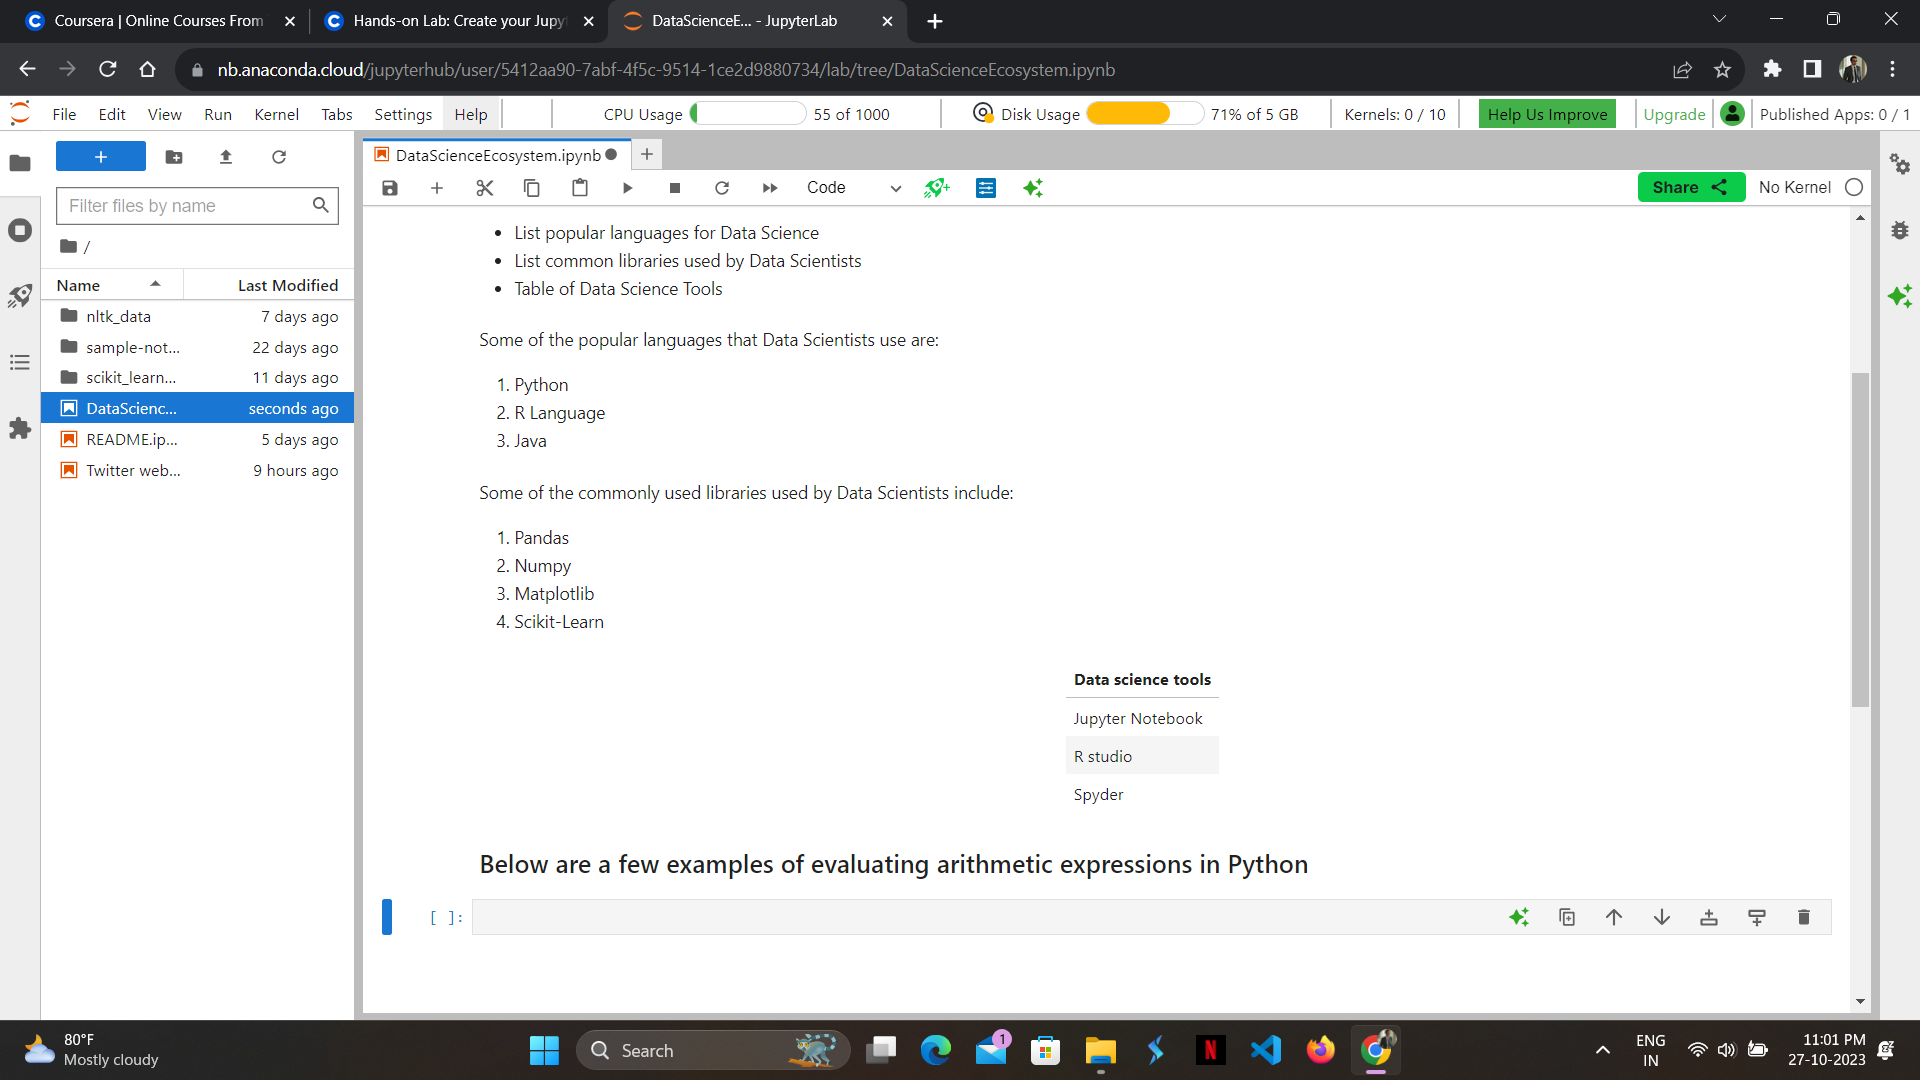 Coursera | Online Courses From
Hands-on Lab: Create your Jupy
DataScienceE... - JupyterLab
nb.anaconda.cloud/jupyterhub/user/5412aa90-7abf-4f5c-9514-1ce2d9880734/lab/tree/DataScienceEcosystem.ipynb
File Edit View Run Kernel Tabs Settings Help
CPU Usage 55 of 1000
Disk Usage 71% of 5 GB
Kernels: 0 / 10
Help Us Improve
Upgrade
Published Apps: 0 / 1
Filter files by name
/
Name Last Modified
nltk_data 7 days ago
sample-not... 22 days ago
scikit_learn... 11 days ago
DataScienc... seconds ago
README.ip... 5 days ago
Twitter web... 9 hours ago
DataScienceEcosystem.ipynb
Code
Share
No Kernel
• List popular languages for Data Science
• List common libraries used by Data Scientists
• Table of Data Science Tools
Some of the popular languages that Data Scientists use are:
1. Python
2. R Language
3. Java
Some of the commonly used libraries used by Data Scientists include:
1. Pandas
2. Numpy
3. Matplotlib
4. Scikit-Learn
Data science tools
Jupyter Notebook
R studio
Spyder
Below are a few examples of evaluating arithmetic expressions in Python
[ ]:
80°F
Mostly cloudy
Search
1
N
ENG
IN
11:01 PM
27-10-2023